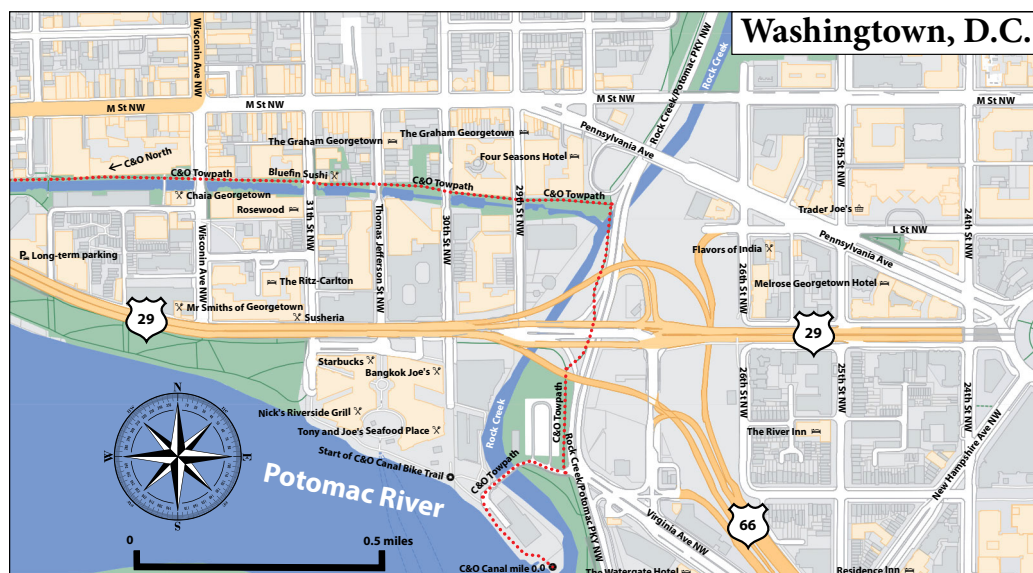 Washingtown, D.C.
Wisconin Ave NW
Rock Creek/Potomac PKY NW
Rock Creek
M St NW
M St NW
M St NW
M St NW
Pennsylvania Ave
The Graham Georgetown
The Graham Georgetown
Four Seasons Hotel
25th St NW
← C&O North
C&O Towpath
Bluefin Sushi
C&O Towpath
C&O Towpath
Chaia Georgetown
Rosewood
31th St NW
Thomas Jefferson St NW
30th St NW
29th St NW
Trader Joe's
24th St NW
L St NW
Pennsylvania Ave
Wisconin Ave NW
P Long-term parking
Flavors of India
26th St NW
The Ritz-Carlton
Melrose Georgetown Hotel
Mr Smiths of Georgetown
Susheria
29
29
Starbucks
Bangkok Joe's
C&O Towpath
26th St NW
25th St NW
24th St NW
Nick's Riverside Grill
Tony and Joe's Seafood Place
Rock Creek
The River Inn
New Hampshire Ave NW
N
W
E
S
Start of C&O Canal Bike Trail
C&O Towpath
Potomac River
Rock Creek/Potomac PKY NW
Virginia Ave NW
66
0
0.5 miles
C&O Canal mile 0.0
The Watergate Hotel
Residence Inn